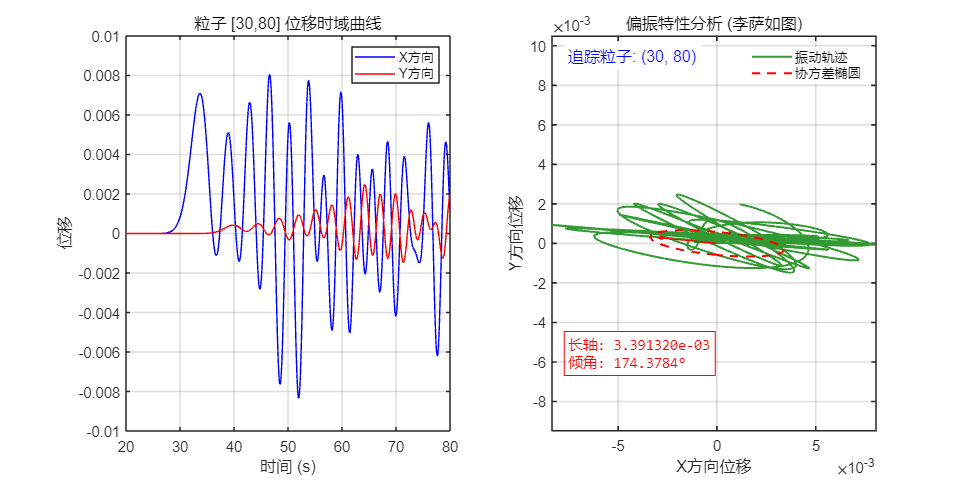 粒子 [30,80] 位移时域曲线
X方向
Y方向
0.01
0.008
0.006
0.004
0.002
0
-0.002
-0.004
-0.006
-0.008
-0.01
位移
20
30
40
50
60
70
80
时间 (s)
偏振特性分析 (李萨如图)
×10⁻³
追踪粒子: (30, 80)
振动轨迹
协方差椭圆
10
8
6
4
2
0
-2
-4
-6
-8
Y方向位移
长轴: 3.391320e-03
倾角: 174.3784°
-5
0
5
X方向位移
×10⁻³